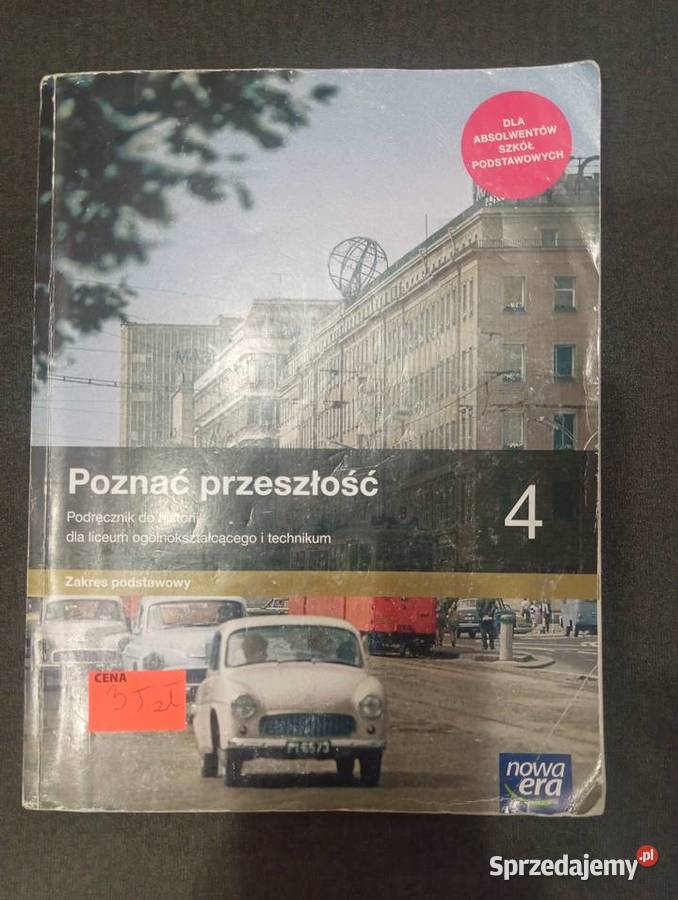 DLA
ABSOLWENTÓW
SZKÓŁ
PODSTAWOWYCH
Poznać przeszłość
4
Podręcznik do historii
dla liceum ogólnokształcącego i technikum
Zakres podstawowy
CENA
35 zł
nowa
era
Sprzedajemy.pl